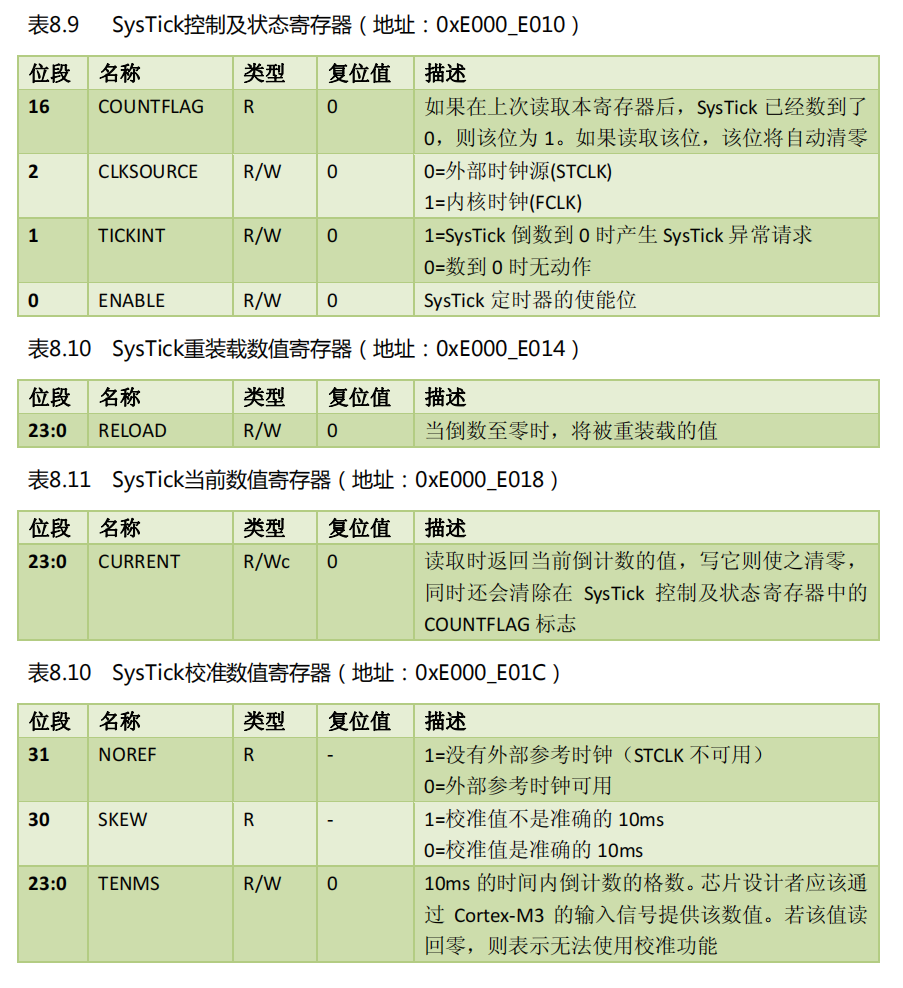 表8.9 SysTick控制及状态寄存器（地址：0xE000_E010）
位段 名称 类型 复位值 描述
16 COUNTFLAG R 0 如果在上次读取本寄存器后，SysTick 已经数到了
0，则该位为 1。如果读取该位，该位将自动清零
2 CLKSOURCE R/W 0 0=外部时钟源(STCLK)
1=内核时钟(FCLK)
1 TICKINT R/W 0 1=SysTick 倒数到 0 时产生 SysTick 异常请求
0=数到 0 时无动作
0 ENABLE R/W 0 SysTick 定时器的使能位
表8.10 SysTick重装载数值寄存器（地址：0xE000_E014）
位段 名称 类型 复位值 描述
23:0 RELOAD R/W 0 当倒数至零时，将被重装载的值
表8.11 SysTick当前数值寄存器（地址：0xE000_E018）
位段 名称 类型 复位值 描述
23:0 CURRENT R/Wc 0 读取时返回当前倒计数的值，写它则使之清零，
同时还会清除在 SysTick 控制及状态寄存器中的
COUNTFLAG 标志
表8.10 SysTick校准数值寄存器（地址：0xE000_E01C）
位段 名称 类型 复位值 描述
31 NOREF R - 1=没有外部参考时钟（STCLK 不可用）
0=外部参考时钟可用
30 SKEW R - 1=校准值不是准确的 10ms
0=校准值是准确的 10ms
23:0 TENMS R/W 0 10ms 的时间内倒计数的格数。芯片设计者应该通
过 Cortex-M3 的输入信号提供该数值。若该值读
回零，则表示无法使用校准功能